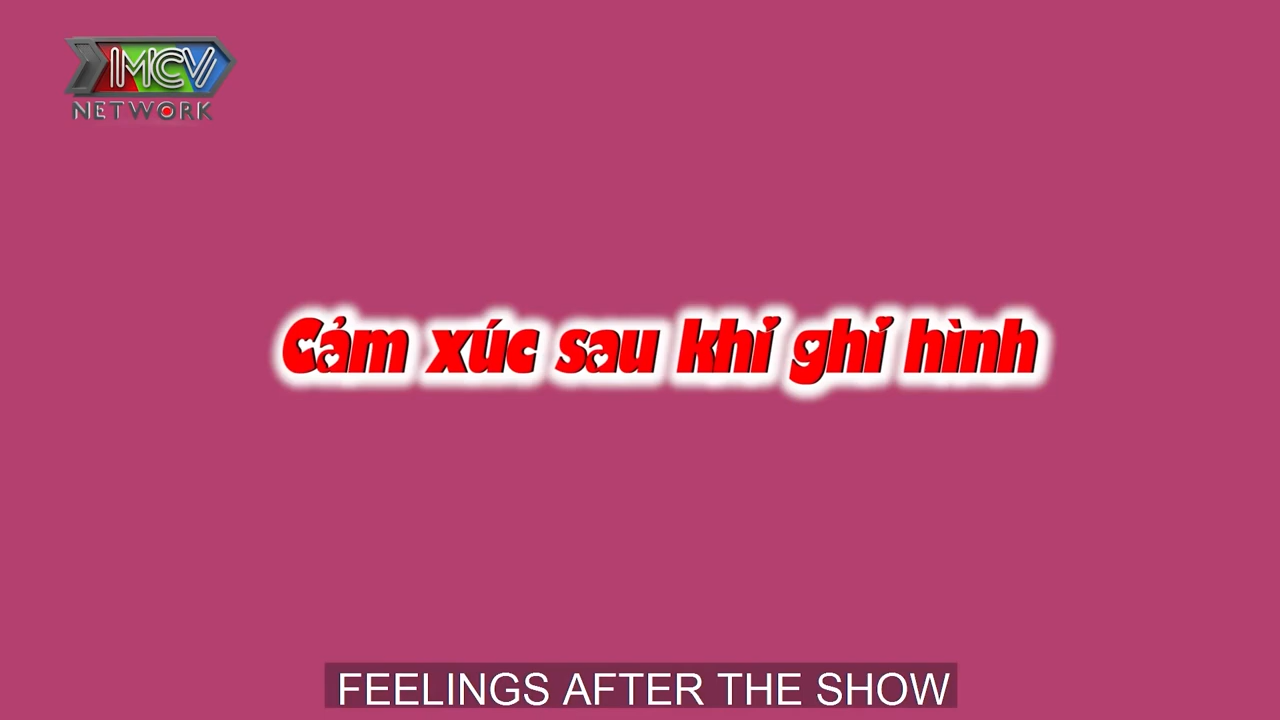 MCV
NETWORK
Cảm xúc sau khi ghi hình
FEELINGS AFTER THE SHOW